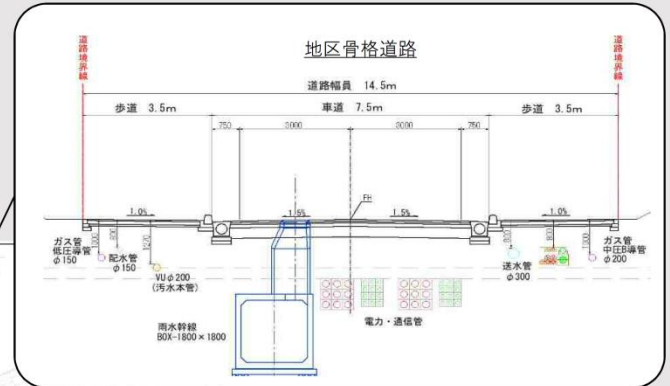 地区骨格道路
道路境界線
道路境界線
道路幅員 14.5m
歩道 3.5m
車道 7.5m
歩道 3.5m
750
3000
3000
750
FH
1.0%
1.5%
1.5%
1.0%
ガス管
低圧導管
φ150
配水管
φ150
VUφ200
(汚水本管)
送水管
φ300
ガス管
中圧B導管
φ200
電力・通信管
雨水幹線
BOX-1800×1800